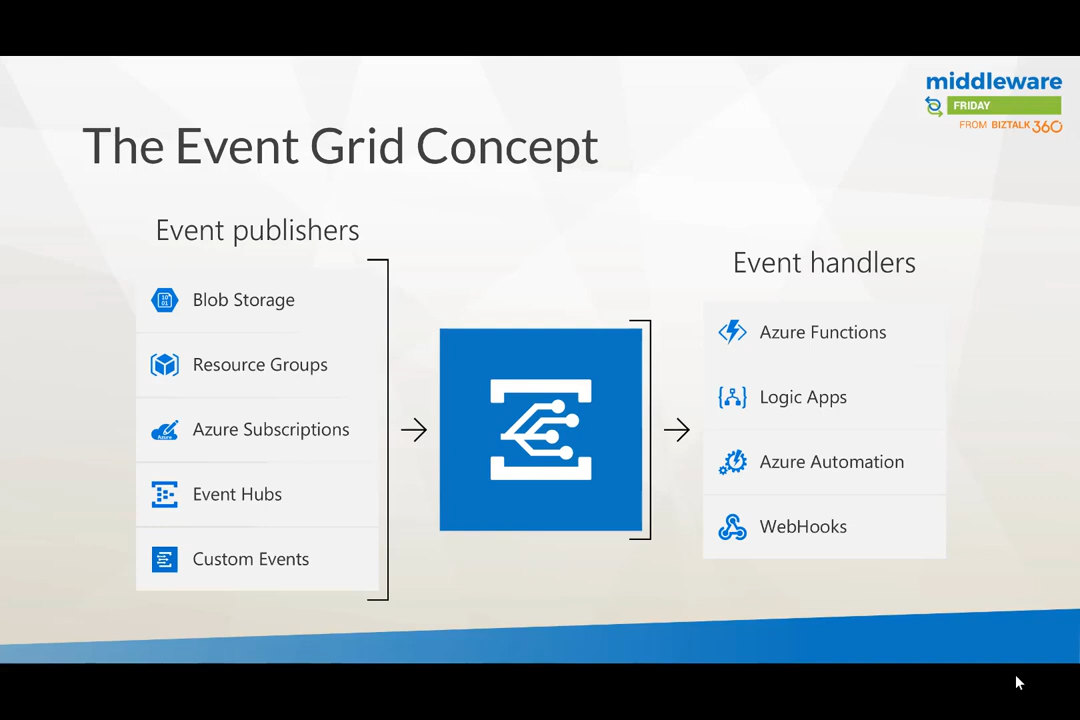 middleware
FRIDAY
FROM BIZTALK360
The Event Grid Concept
Event publishers
Blob Storage
Resource Groups
Azure Subscriptions
Event Hubs
Custom Events
Event handlers
Azure Functions
Logic Apps
Azure Automation
WebHooks